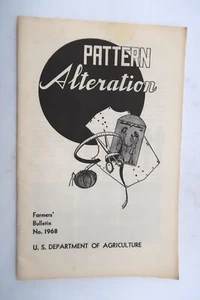 PATTERN
Alteration
Farmers'
Bulletin
No. 1968
U. S. DEPARTMENT OF AGRICULTURE